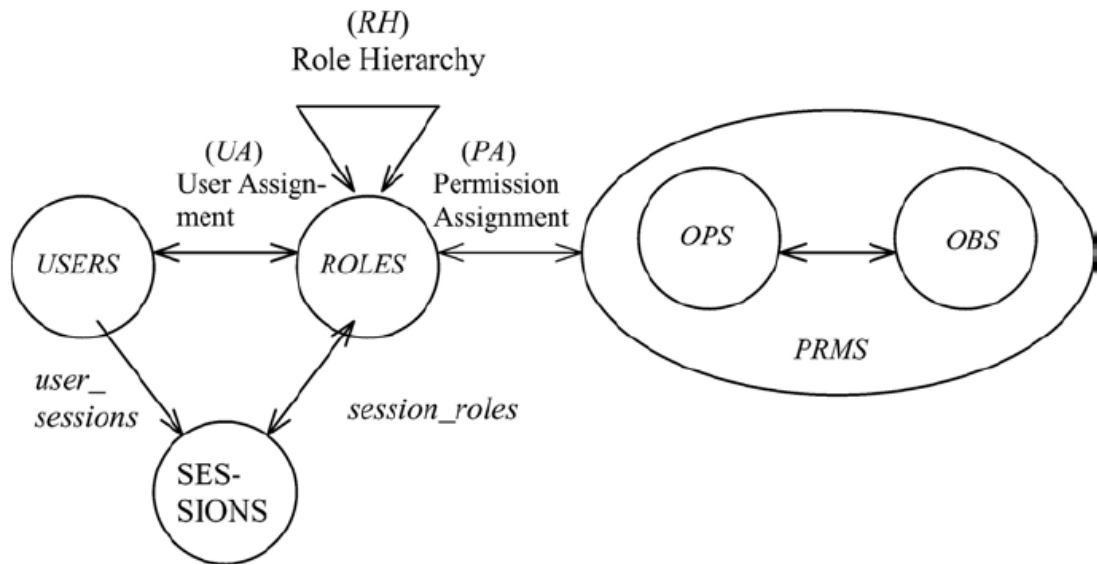 (RH)
Role Hierarchy
(UA)
User Assign-
ment
(PA)
Permission
Assignment
USERS
ROLES
OPS
OBS
PRMS
user_
sessions
session_roles
SES-
SIONS